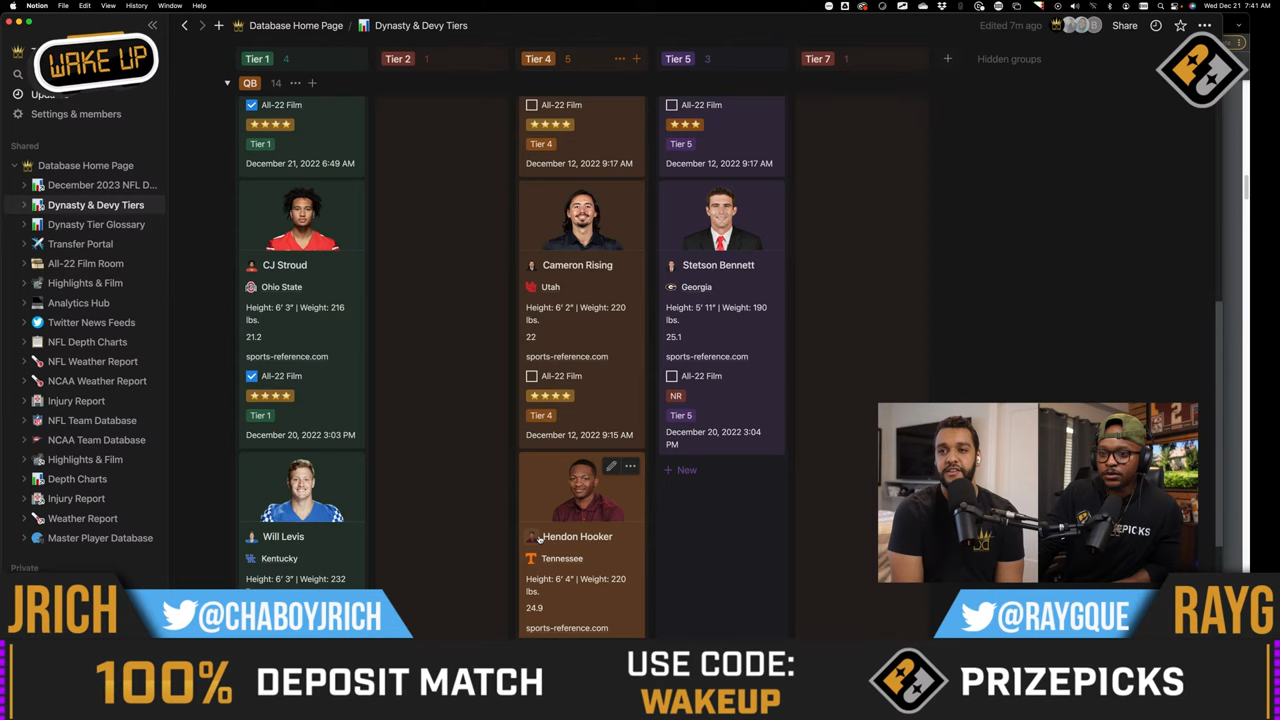 Notion File Edit View History Window Help
Wed Dec 21 7:41 AM
Database Home Page / Dynasty & Devy Tiers
Edited 7m ago
B
Share
WAKE UP
Settings & members
Shared
Database Home Page
December 2023 NFL D...
Dynasty & Devy Tiers
Dynasty Tier Glossary
Transfer Portal
All-22 Film Room
Highlights & Film
Analytics Hub
Twitter News Feeds
NFL Depth Charts
NFL Weather Report
NCAA Weather Report
Injury Report
NFL Team Database
NCAA Team Database
Highlights & Film
Depth Charts
Injury Report
Weather Report
Master Player Database
Private
Tier 1 4
Tier 2 1
Tier 4 5
Tier 5 3
Tier 7 1
Hidden groups
QB 14
All-22 Film
Tier 1
December 21, 2022 6:49 AM
CJ Stroud
Ohio State
Height: 6' 3" | Weight: 216
lbs.
21.2
sports-reference.com
All-22 Film
Tier 1
December 20, 2022 3:03 PM
Will Levis
Kentucky
Height: 6' 3" | Weight: 232
All-22 Film
Tier 4
December 12, 2022 9:17 AM
Cameron Rising
Utah
Height: 6' 2" | Weight: 220
lbs.
22
sports-reference.com
All-22 Film
Tier 4
December 12, 2022 9:15 AM
Hendon Hooker
Tennessee
Height: 6' 4" | Weight: 220
lbs.
24.9
sports-reference.com
All-22 Film
Tier 5
December 12, 2022 9:17 AM
Stetson Bennett
Georgia
Height: 5' 11" | Weight: 190
lbs.
25.1
sports-reference.com
All-22 Film
NR
Tier 5
December 20, 2022 3:04
PM
New
PRIZEPICKS
JRICH
@CHABOYJRICH
@RAYGQUE
RAYG
100% DEPOSIT MATCH
USE CODE:
WAKEUP
PRIZEPICKS